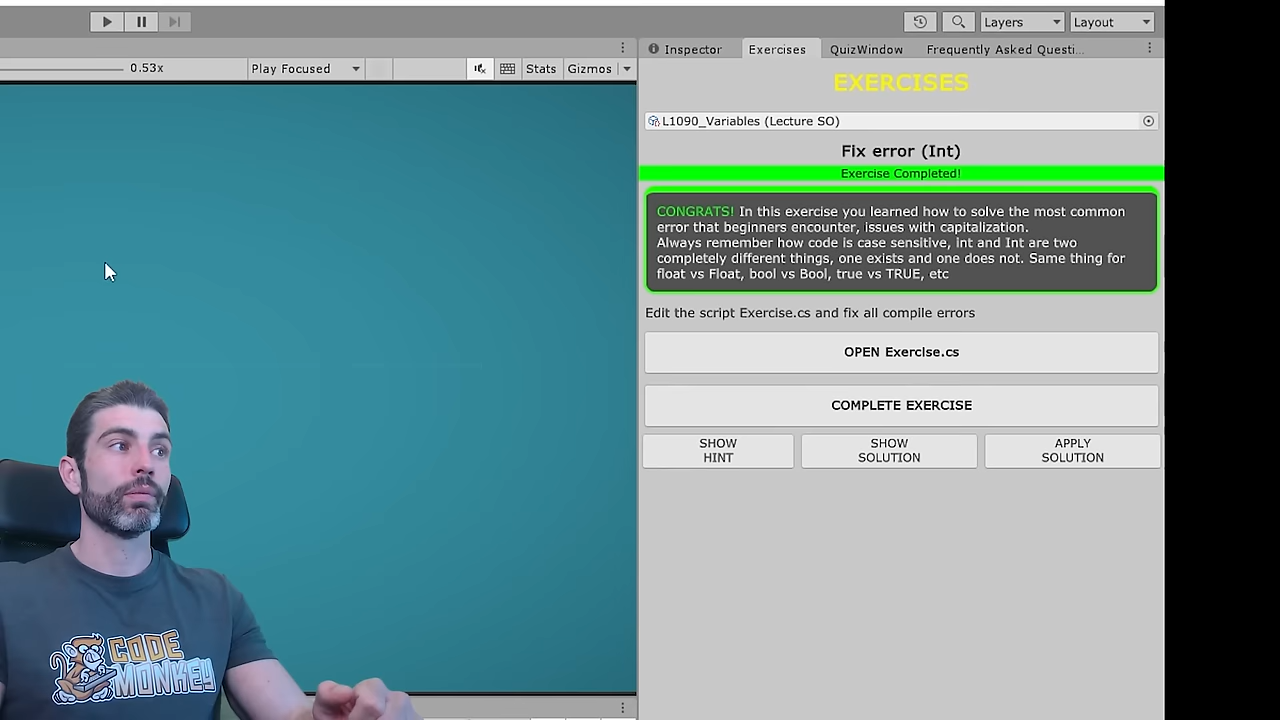 Layers
Layout
Inspector
Exercises
QuizWindow
Frequently Asked Questi...
0.53x
Play Focused
Stats
Gizmos
EXERCISES
L1090_Variables (Lecture SO)
Fix error (Int)
Exercise Completed!
CONGRATS! In this exercise you learned how to solve the most common
error that beginners encounter, issues with capitalization.
Always remember how code is case sensitive, int and Int are two
completely different things, one exists and one does not. Same thing for
float vs Float, bool vs Bool, true vs TRUE, etc
Edit the script Exercise.cs and fix all compile errors
OPEN Exercise.cs
COMPLETE EXERCISE
SHOW
HINT
SHOW
SOLUTION
APPLY
SOLUTION
CODE
MONKEY